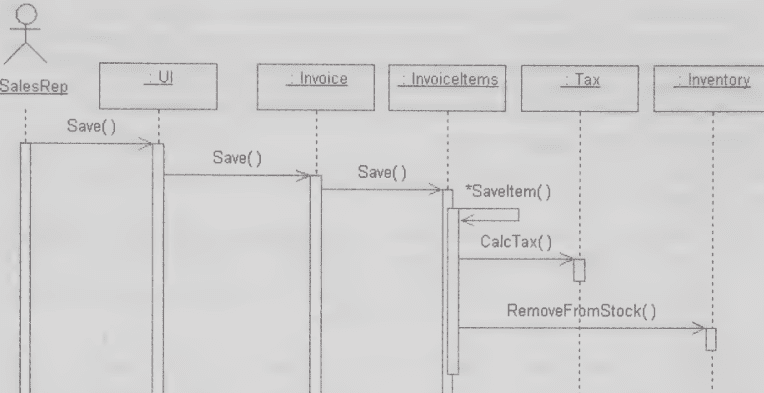 SalesRep
: UI
: Invoice
: InvoiceItems
: Tax
: Inventory
Save( )
Save( )
Save( )
*SaveItem( )
CalcTax( )
RemoveFromStock( )